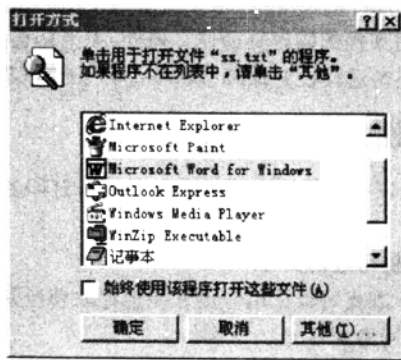 打开方式
单击用于打开文件“ss.txt”的程序。
如果程序不在列表中，请单击“其他”。
Internet Explorer
Microsoft Paint
Microsoft Word for Windows
Outlook Express
Windows Media Player
WinZip Executable
记事本
始终使用该程序打开这些文件(A)
确定
取消
其他(T)...